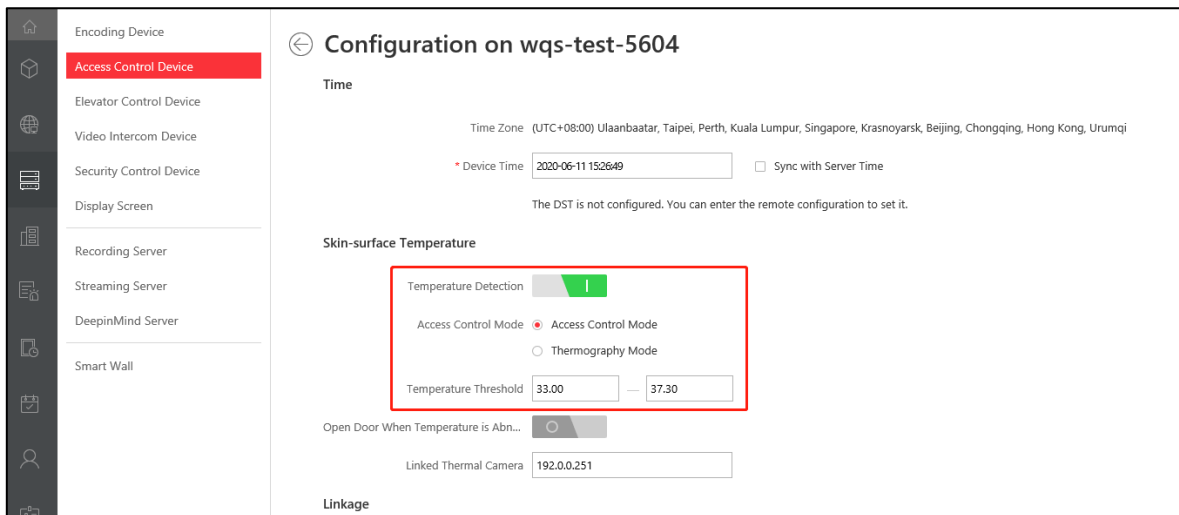 Encoding Device
Access Control Device
Elevator Control Device
Video Intercom Device
Security Control Device
Display Screen
Recording Server
Streaming Server
DeepinMind Server
Smart Wall
Configuration on wqs-test-5604
Time
Time Zone (UTC+08:00) Ulaanbaatar, Taipei, Perth, Kuala Lumpur, Singapore, Krasnoyarsk, Beijing, Chongqing, Hong Kong, Urumqi
* Device Time 2020-06-11 15:26:49 Sync with Server Time
The DST is not configured. You can enter the remote configuration to set it.
Skin-surface Temperature
Temperature Detection
Access Control Mode Access Control Mode
Thermography Mode
Temperature Threshold 33.00 — 37.30
Open Door When Temperature is Abn...
Linked Thermal Camera 192.0.0.251
Linkage